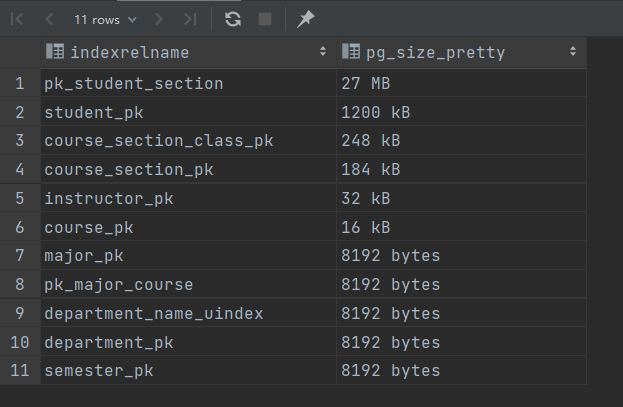 11 rows
indexrelname pg_size_pretty
1 pk_student_section 27 MB
2 student_pk 1200 kB
3 course_section_class_pk 248 kB
4 course_section_pk 184 kB
5 instructor_pk 32 kB
6 course_pk 16 kB
7 major_pk 8192 bytes
8 pk_major_course 8192 bytes
9 department_name_uindex 8192 bytes
10 department_pk 8192 bytes
11 semester_pk 8192 bytes